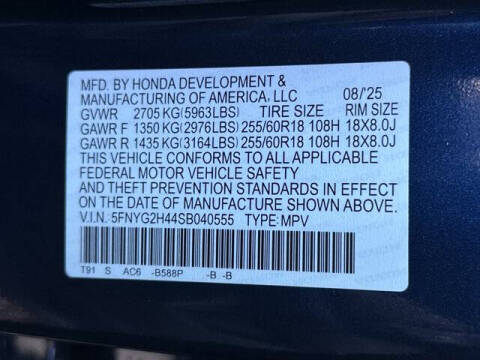 MFD. BY HONDA DEVELOPMENT &
MANUFACTURING OF AMERICA, LLC 08/'25
GVWR 2705 KG(5963LBS) TIRE SIZE RIM SIZE
GAWR F 1350 KG(2976LBS) 255/60R18 108H 18X8.0J
GAWR R 1435 KG(3164LBS) 255/60R18 108H 18X8.0J
THIS VEHICLE CONFORMS TO ALL APPLICABLE
FEDERAL MOTOR VEHICLE SAFETY
AND THEFT PREVENTION STANDARDS IN EFFECT
ON THE DATE OF MANUFACTURE SHOWN ABOVE.
V.I.N.: 5FNYG2H44SB040555 TYPE: MPV
T91 S AC6 -B588P -B -B